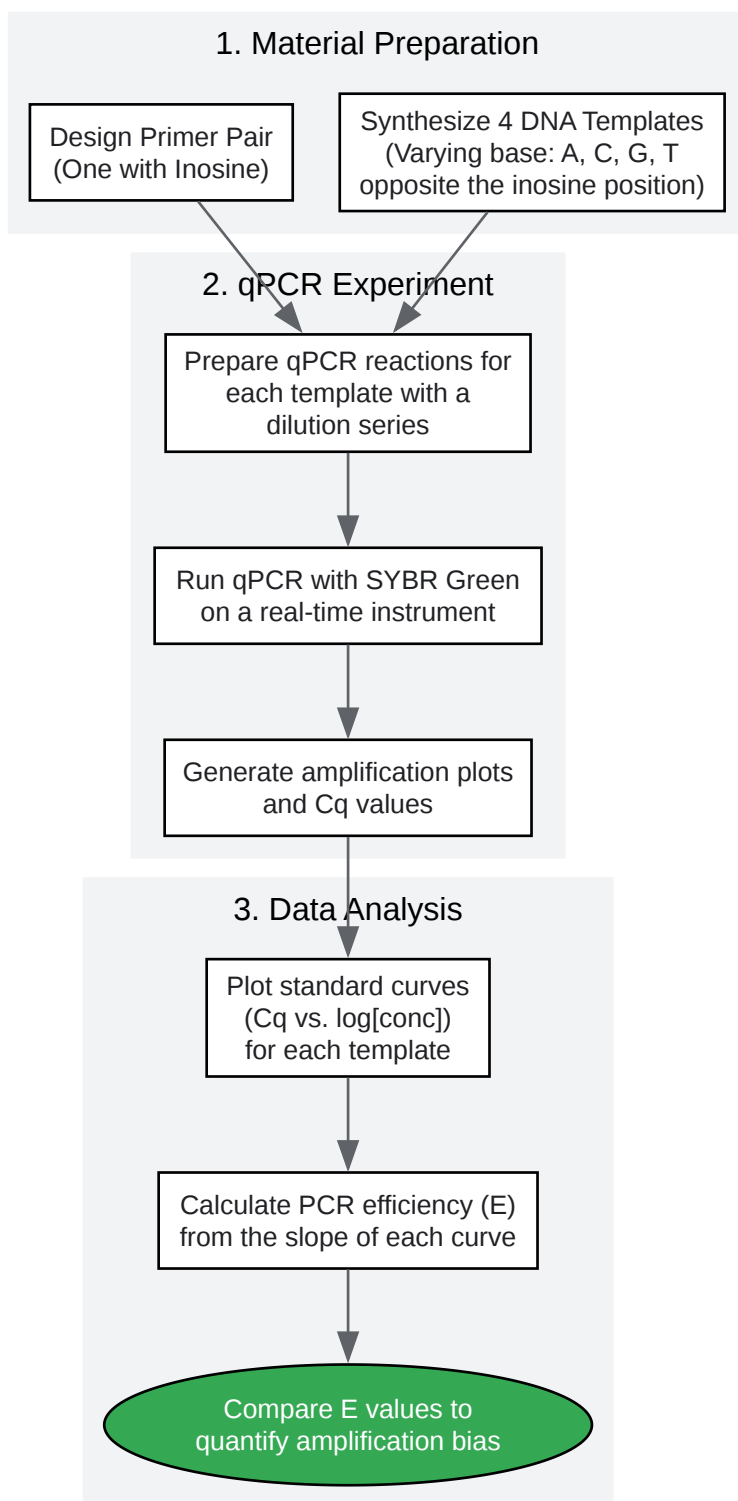 1. Material Preparation
Design Primer Pair
(One with Inosine)
Synthesize 4 DNA Templates
(Varying base: A, C, G, T
opposite the inosine position)
2. qPCR Experiment
Prepare qPCR reactions for
each template with a
dilution series
Run qPCR with SYBR Green
on a real-time instrument
Generate amplification plots
and Cq values
3. Data Analysis
Plot standard curves
(Cq vs. log[conc])
for each template
Calculate PCR efficiency (E)
from the slope of each curve
Compare E values to
quantify amplification bias